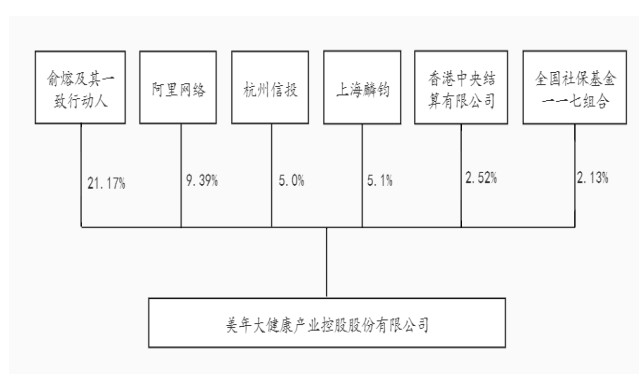 俞熔及其一
致行动人
阿里网络
杭州信投
上海麟钧
香港中央结
算有限公司
全国社保基金
一一七组合
21.17%
9.39%
5.0%
5.1%
2.52%
2.13%
美年大健康产业控股股份有限公司